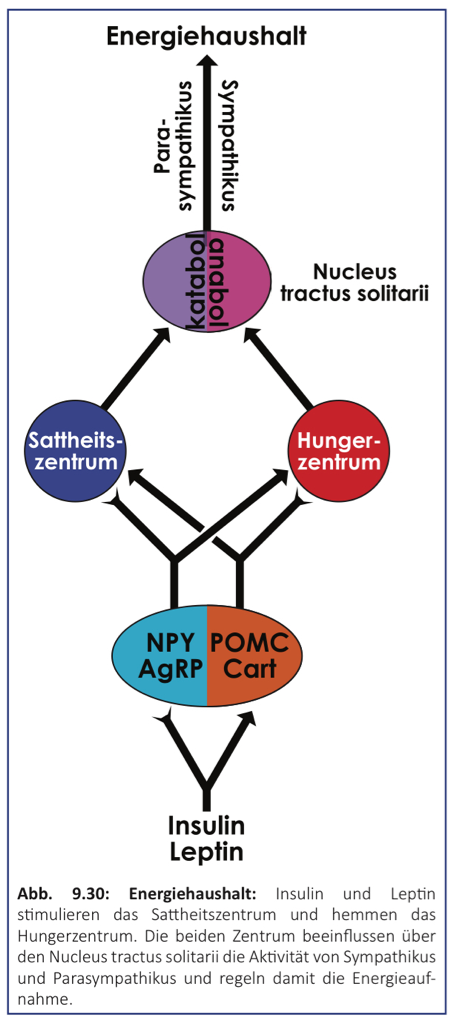 Energiehaushalt
Para-
sympathikus
Sympathikus
katabol
anabol
Nucleus
tractus solitarii
Sattheits-
zentrum
Hunger-
zentrum
NPY
AgRP
POMC
Cart
Insulin
Leptin
Abb. 9.30: Energiehaushalt: Insulin und Leptin
stimulieren das Sattheitszentrum und hemmen das
Hungerzentrum. Die beiden Zentrum beeinflussen über
den Nucleus tractus solitarii die Aktivität von Sympathikus
und Parasympathikus und regeln damit die Energieauf-
nahme.